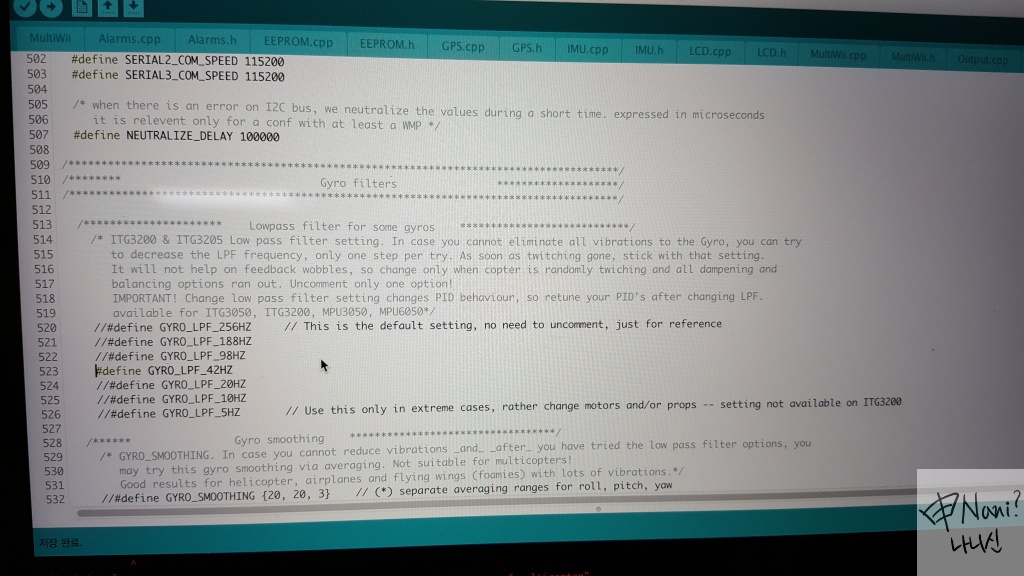 MultiWii Alarms.cpp Alarms.h EEPROM.cpp EEPROM.h GPS.cpp GPS.h IMU.cpp IMU.h LCD.cpp LCD.h MultiWii.cpp MultiWii.h Output.cpp
502 #define SERIAL2_COM_SPEED 115200
503 #define SERIAL3_COM_SPEED 115200
504
505 /* when there is an error on I2C bus, we neutralize the values during a short time. expressed in microseconds
506 it is relevent only for a conf with at least a WMP */
507 #define NEUTRALIZE_DELAY 100000
508
509 /*************************************************************************************/
510 /******** Gyro filters ********************/
511 /*************************************************************************************/
512
513 /********************* Lowpass filter for some gyros ****************************/
514 /* ITG3200 & ITG3205 Low pass filter setting. In case you cannot eliminate all vibrations to the Gyro, you can try
515 to decrease the LPF frequency, only one step per try. As soon as twitching gone, stick with that setting.
516 It will not help on feedback wobbles, so change only when copter is randomly twiching and all dampening and
517 balancing options ran out. Uncomment only one option!
518 IMPORTANT! Change low pass filter setting changes PID behaviour, so retune your PID's after changing LPF.
519 available for ITG3050, ITG3200, MPU3050, MPU6050*/
520 //#define GYRO_LPF_256HZ // This is the default setting, no need to uncomment, just for reference
521 //#define GYRO_LPF_188HZ
522 //#define GYRO_LPF_98HZ
523 #define GYRO_LPF_42HZ
524 //#define GYRO_LPF_20HZ
525 //#define GYRO_LPF_10HZ
526 //#define GYRO_LPF_5HZ // Use this only in extreme cases, rather change motors and/or props -- setting not available on ITG3200
527
528 /****** Gyro smoothing **********************************/
529 /* GYRO_SMOOTHING. In case you cannot reduce vibrations _and_ _after_ you have tried the low pass filter options, you
530 may try this gyro smoothing via averaging. Not suitable for multicopters!
531 Good results for helicopter, airplanes and flying wings (foamies) with lots of vibrations.*/
532 //#define GYRO_SMOOTHING {20, 20, 3} // (*) separate averaging ranges for roll, pitch, yaw
저장 완료.
Nani?
나니신